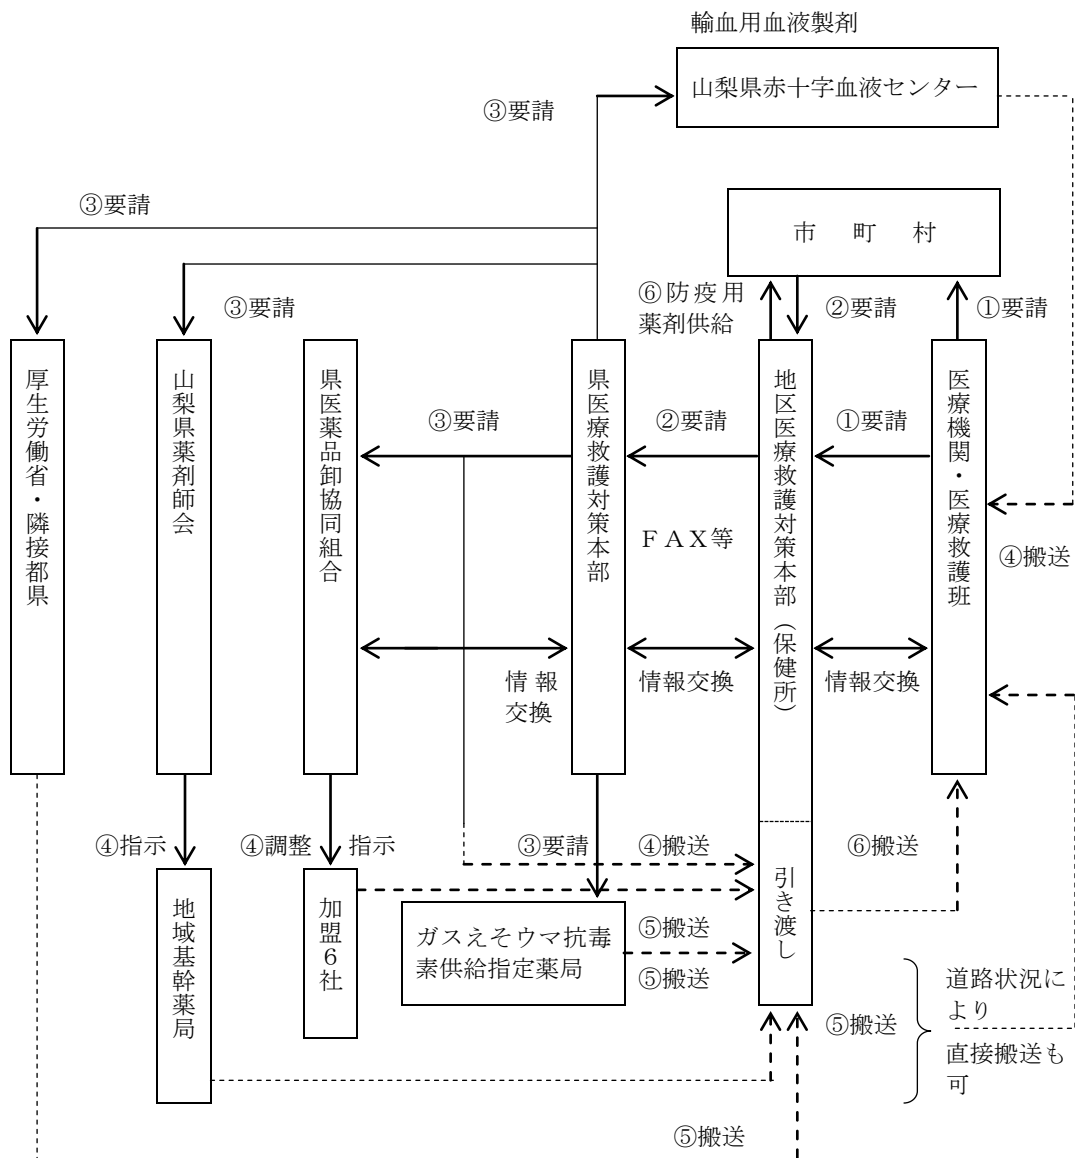 輸血用血液製剤
山梨県赤十字血液センター
③要請
③要請
市　町　村
⑥防疫用
薬剤供給
②要請
①要請
③要請
厚生労働省・隣接都県
山梨県薬剤師会
県医薬品卸協同組合
県医療救護対策本部
地区医療救護対策本部（保健所）
医療機関・医療救護班
③要請
②要請
①要請
ＦＡＸ等
④搬送
情報
交換
情報交換
情報交換
④指示
④調整　指示
③要請
④搬送
⑥搬送
引き渡し
地域基幹薬局
加盟６社
ガスえそウマ抗毒
素供給指定薬局
⑤搬送
⑤搬送
⑤搬送
道路状況に
より
直接搬送も
可
⑤搬送